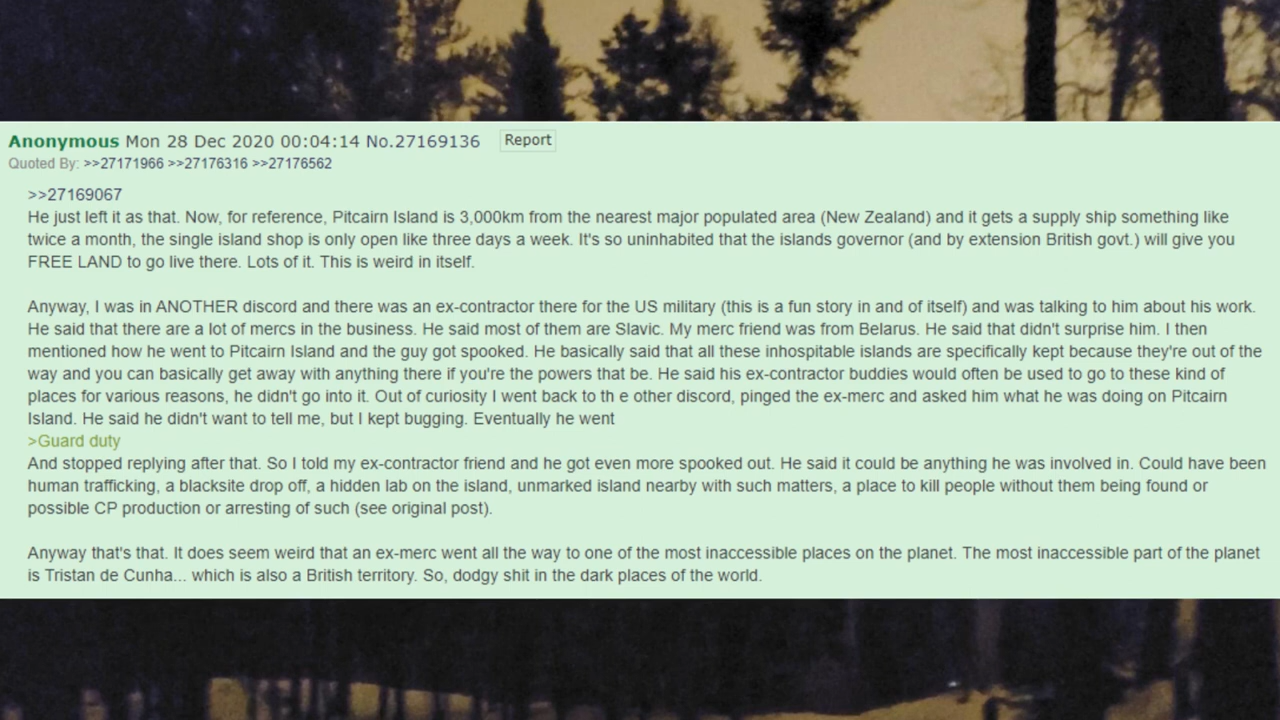 Anonymous Mon 28 Dec 2020 00:04:14 No.27169136 Report
Quoted By: >>27171966 >>27176316 >>27176562
>>27169067
He just left it as that. Now, for reference, Pitcairn Island is 3,000km from the nearest major populated area (New Zealand) and it gets a supply ship something like
twice a month, the single island shop is only open like three days a week. It's so uninhabited that the islands governor (and by extension British govt.) will give you
FREE LAND to go live there. Lots of it. This is weird in itself.
Anyway, I was in ANOTHER discord and there was an ex-contractor there for the US military (this is a fun story in and of itself) and was talking to him about his work.
He said that there are a lot of mercs in the business. He said most of them are Slavic. My merc friend was from Belarus. He said that didn't surprise him. I then
mentioned how he went to Pitcairn Island and the guy got spooked. He basically said that all these inhospitable islands are specifically kept because they're out of the
way and you can basically get away with anything there if you're the powers that be. He said his ex-contractor buddies would often be used to go to these kind of
places for various reasons, he didn't go into it. Out of curiosity I went back to th e other discord, pinged the ex-merc and asked him what he was doing on Pitcairn
Island. He said he didn't want to tell me, but I kept bugging. Eventually he went
>Guard duty
And stopped replying after that. So I told my ex-contractor friend and he got even more spooked out. He said it could be anything he was involved in. Could have been
human trafficking, a blacksite drop off, a hidden lab on the island, unmarked island nearby with such matters, a place to kill people without them being found or
possible CP production or arresting of such (see original post).
Anyway that's that. It does seem weird that an ex-merc went all the way to one of the most inaccessible places on the planet. The most inaccessible part of the planet
is Tristan de Cunha... which is also a British territory. So, dodgy shit in the dark places of the world.